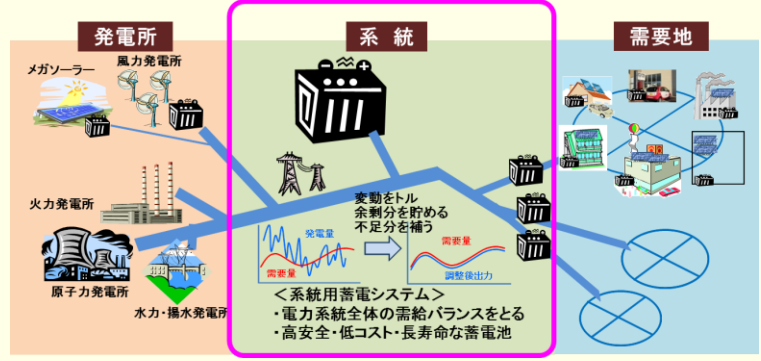 発電所
系統
需要地
メガソーラー
風力発電所
火力発電所
原子力発電所
水力・揚水発電所
変動をトル
余剰分を貯める
不足分を補う
発電量
需要量
需要量
調整後出力
＜系統用蓄電システム＞
・電力系統全体の需給バランスをとる
・高安全・低コスト・長寿命な蓄電池